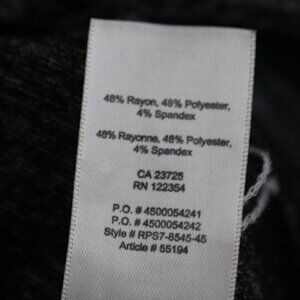 48% Rayon, 48% Polyester,
4% Spandex
48% Rayonne, 48% Polyester,
4% Spandex
CA 23725
RN 122354
P.O. # 4500054241
P.O. # 4500054242
Style # RPS7-8545-45
Article # 55194